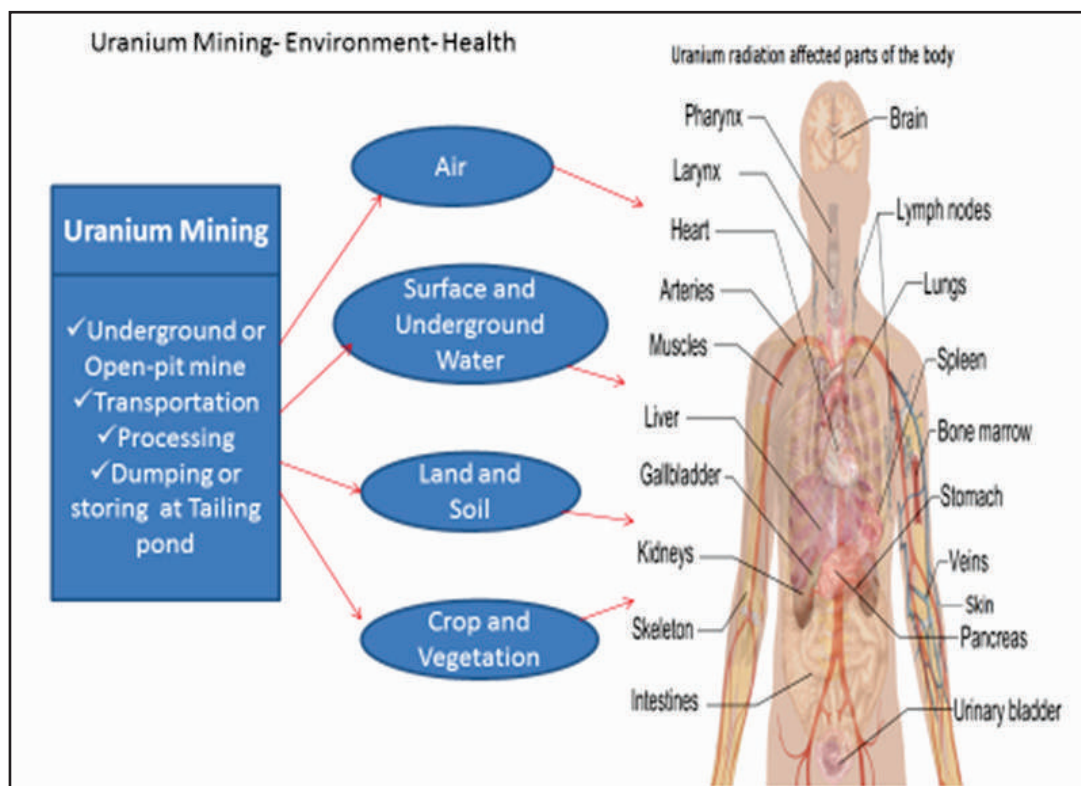 Uranium Mining- Environment- Health
Uranium Mining
✓Underground or
Open-pit mine
✓Transportation
✓Processing
✓Dumping or
storing at Tailing
pond
Air
Surface and
Underground
Water
Land and
Soil
Crop and
Vegetation
Uranium radiation affected parts of the body
Pharynx
Larynx
Heart
Arteries
Muscles
Liver
Gallbladder
Kidneys
Skeleton
Intestines
Brain
Lymph nodes
Lungs
Spleen
Bone marrow
Stomach
Veins
Skin
Pancreas
Urinary bladder